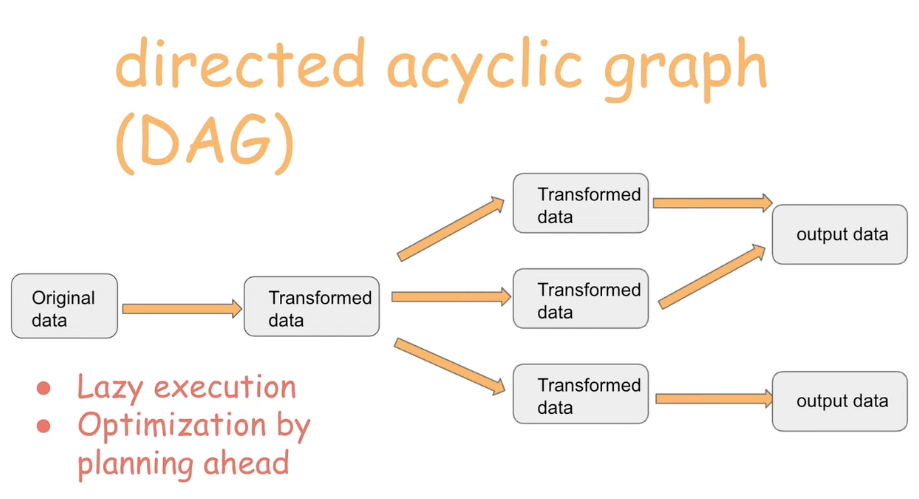 directed acyclic graph
(DAG)
Original
data
Transformed
data
Transformed
data
Transformed
data
Transformed
data
output data
output data
● Lazy execution
● Optimization by
planning ahead